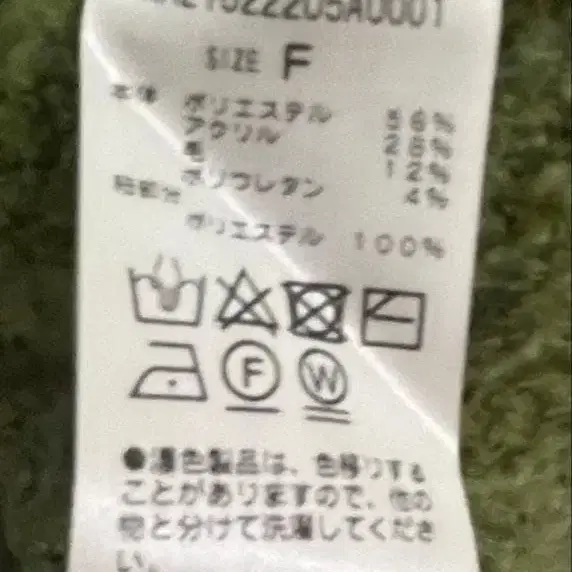 21522205A0001
SIZE F
本体 ポリエステル 56%
アクリル 28%
毛 12%
ポリウレタン 4%
ポリエステル 100%
F W
●濃色製品は、色移りする
ことがありますので、他の
物と分けて洗濯してくださ
い。